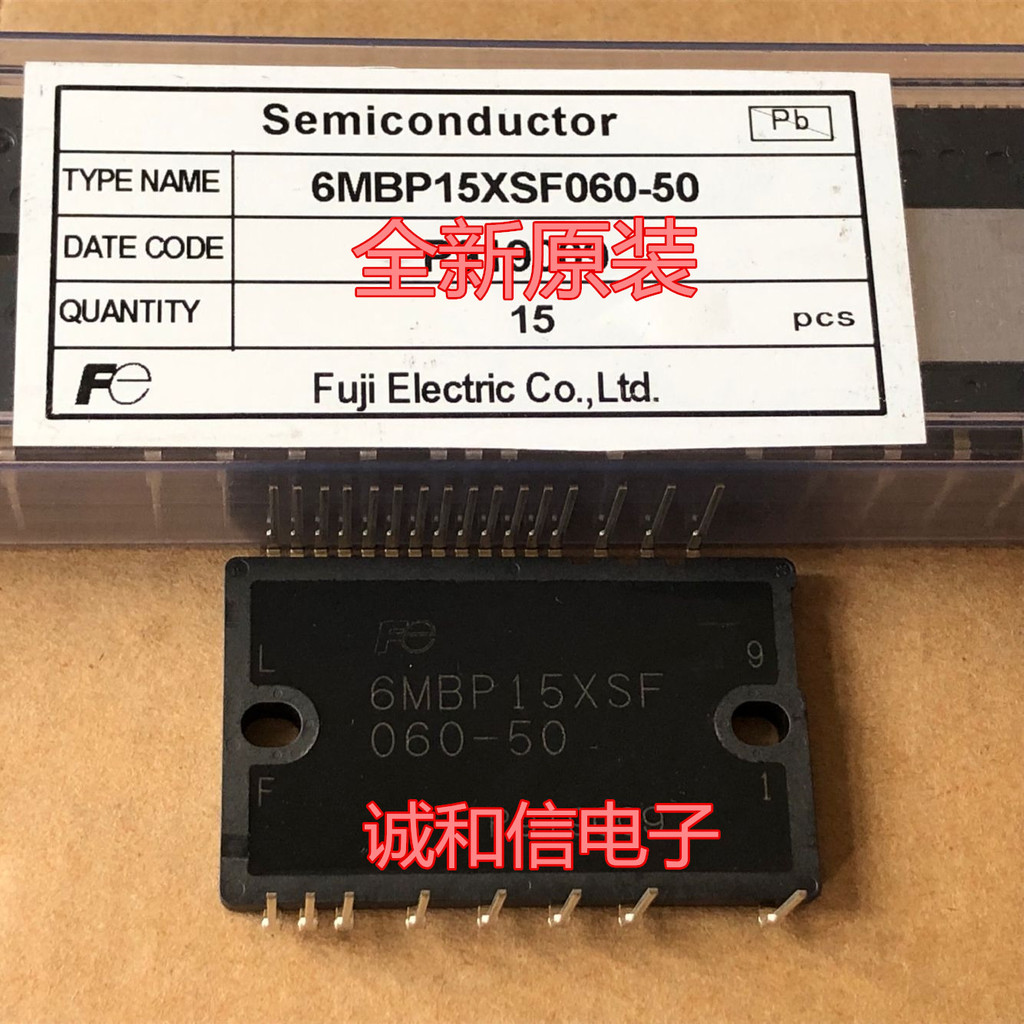 Semiconductor
Pb
TYPE NAME 6MBP15XSF060-50
DATE CODE
全新原装
QUANTITY 15 pcs
Fe Fuji Electric Co.,Ltd.
Fe
L 9
6MBP15XSF
060-50
F 1
诚和信电子